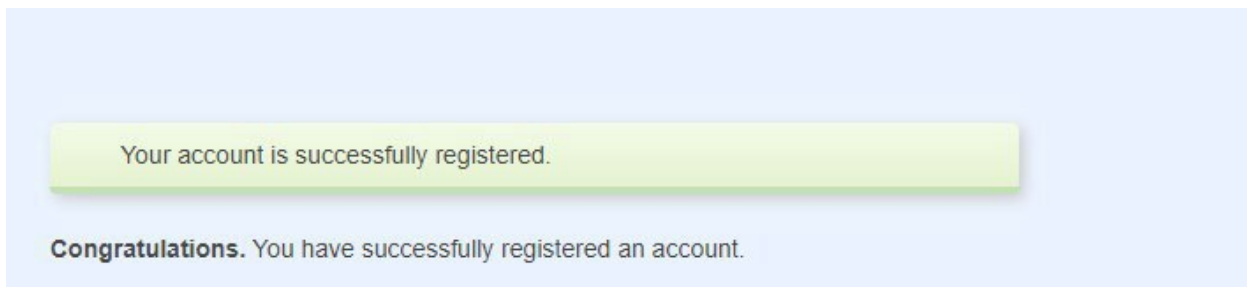 Your account is successfully registered.
Congratulations. You have successfully registered an account.